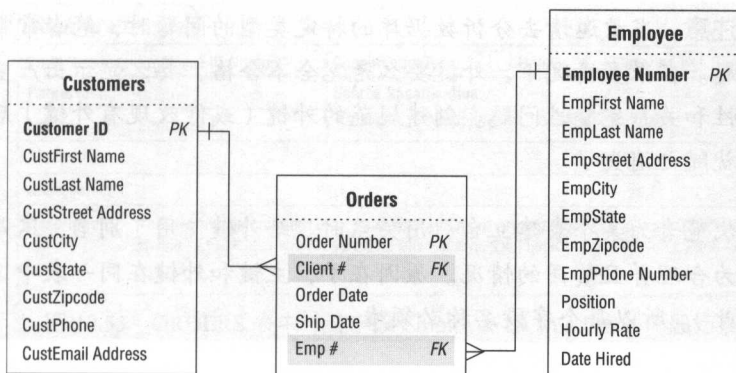 Customers
Customer ID PK
CustFirst Name
CustLast Name
CustStreet Address
CustCity
CustState
CustZipcode
CustPhone
CustEmail Address
Orders
Order Number PK
Client # FK
Order Date
Ship Date
Emp # FK
Employee
Employee Number PK
EmpFirst Name
EmpLast Name
EmpStreet Address
EmpCity
EmpState
EmpZipcode
EmpPhone Number
Position
Hourly Rate
Date Hired